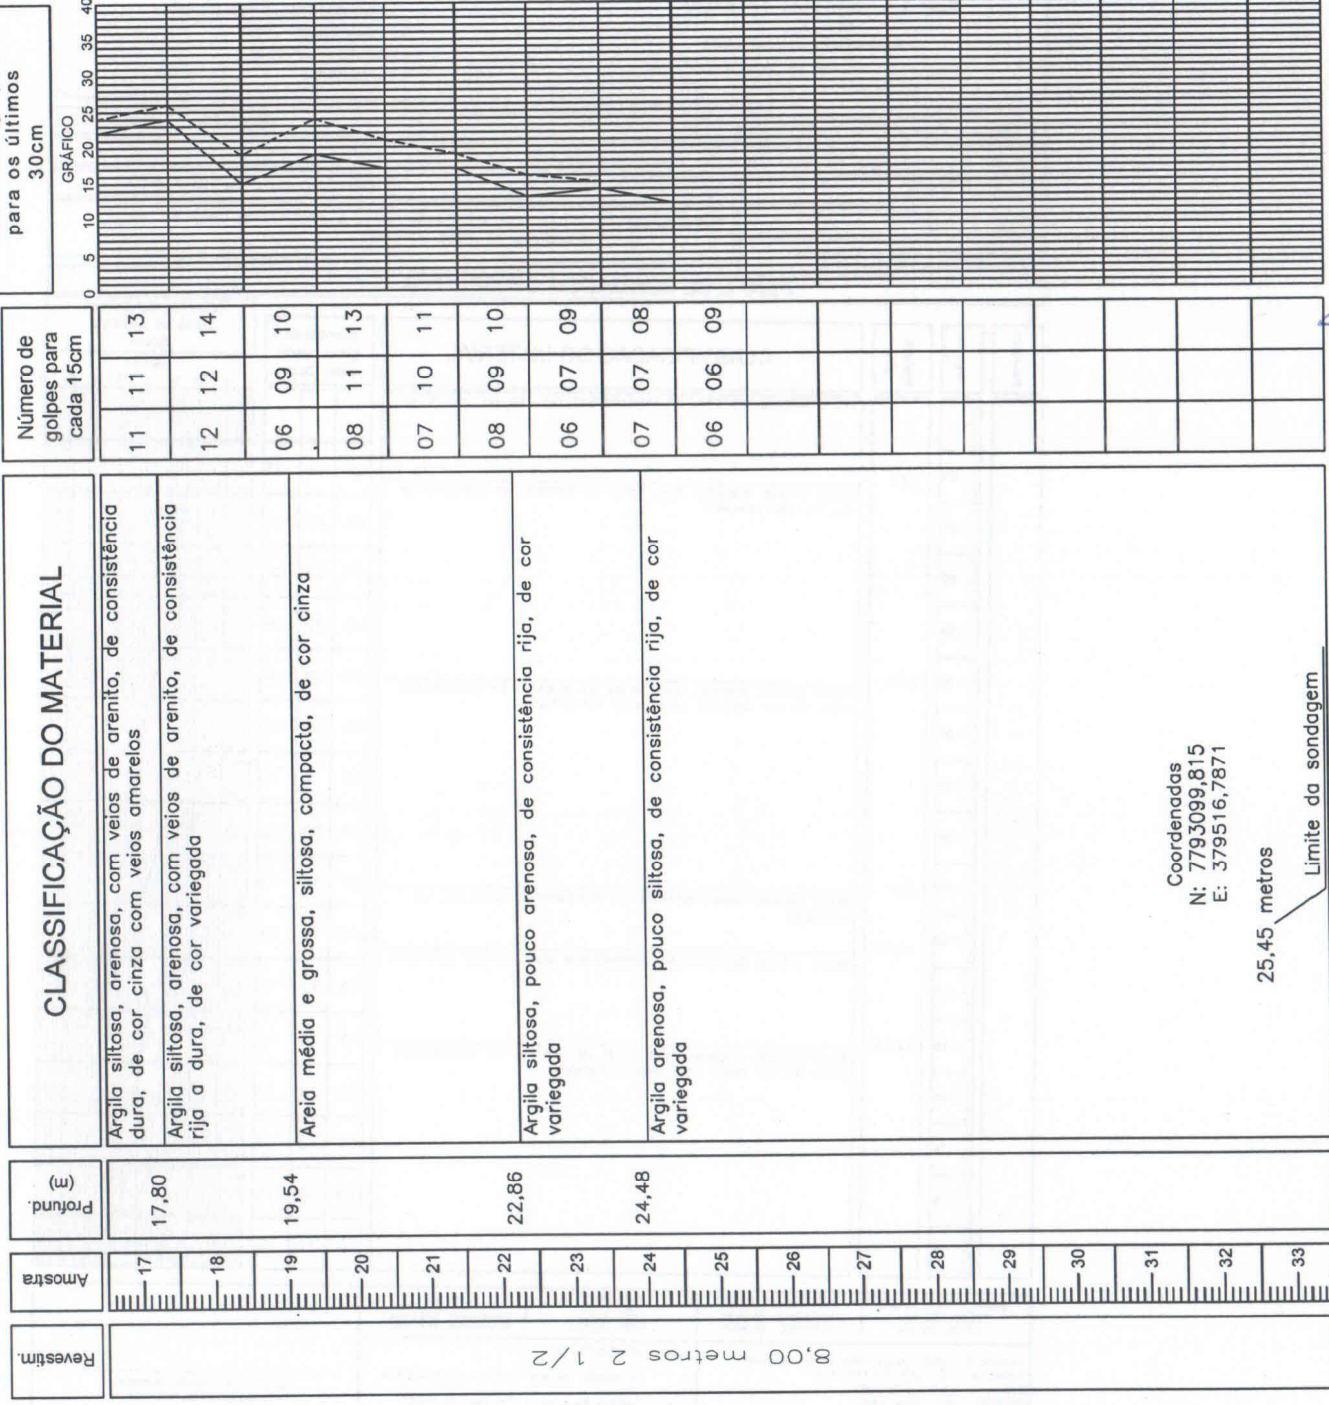 Revestim.
Amostra
Profund.
(m)
CLASSIFICAÇÃO DO MATERIAL
Número de
golpes para
cada 15cm
para os últimos
30cm
GRÁFICO
0 5 10 15 20 25 30 35 40
8,00 metros 2 1/2
17
18
19
20
21
22
23
24
25
26
27
28
29
30
31
32
33
17,80
19,54
22,86
24,48
Argila siltosa, arenosa, com veios de arenito, de consistência
dura, de cor cinza com veios amarelos
Argila siltosa, arenosa, com veios de arenito, de consistência
rija a dura, de cor variegada
Areia média e grossa, siltosa, compacta, de cor cinza
Argila siltosa, pouco arenosa, de consistência rija, de cor
variegada
Argila arenosa, pouco siltosa, de consistência rija, de cor
variegada
Coordenadas
N: 7793099,815
E: 379516,7871
25,45 metros
Limite da sondagem
11 11 13
12 12 14
06 09 10
08 11 13
07 10 11
08 09 10
06 07 09
07 07 08
06 06 09